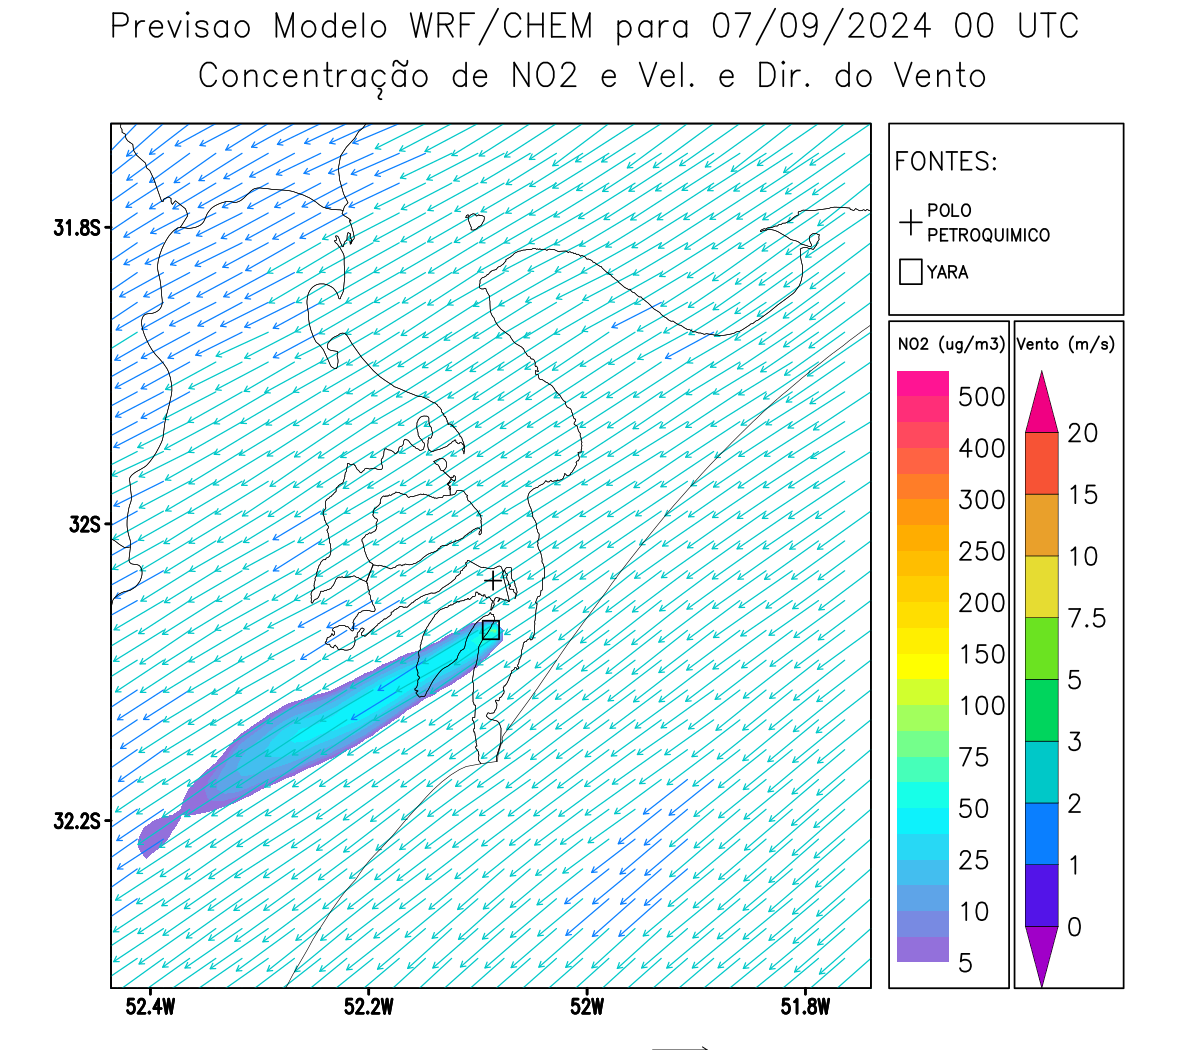 Previsao Modelo WRF/CHEM para 07/09/2024 00 UTC
Concentração de NO2 e Vel. e Dir. do Vento
FONTES:
POLO
PETROQUIMICO
YARA
NO2 (ug/m3)
500
400
300
250
200
150
100
75
50
25
10
5
Vento (m/s)
20
15
10
7.5
5
3
2
1
0
31.8S
32S
32.2S
52.4W
52.2W
52W
51.8W